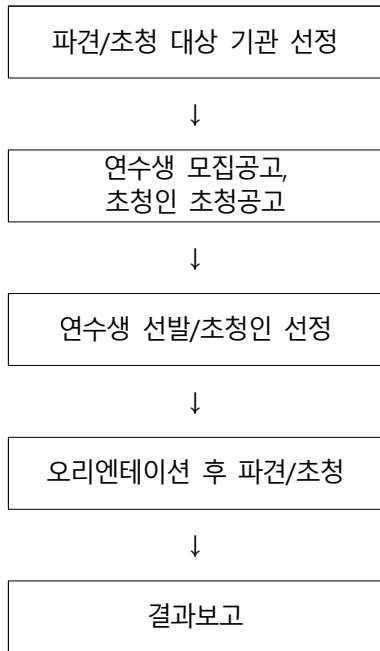 파견/초청 대상 기관 선정
↓
연수생 모집공고,
초청인 초청공고
↓
연수생 선발/초청인 선정
↓
오리엔테이션 후 파견/초청
↓
결과보고